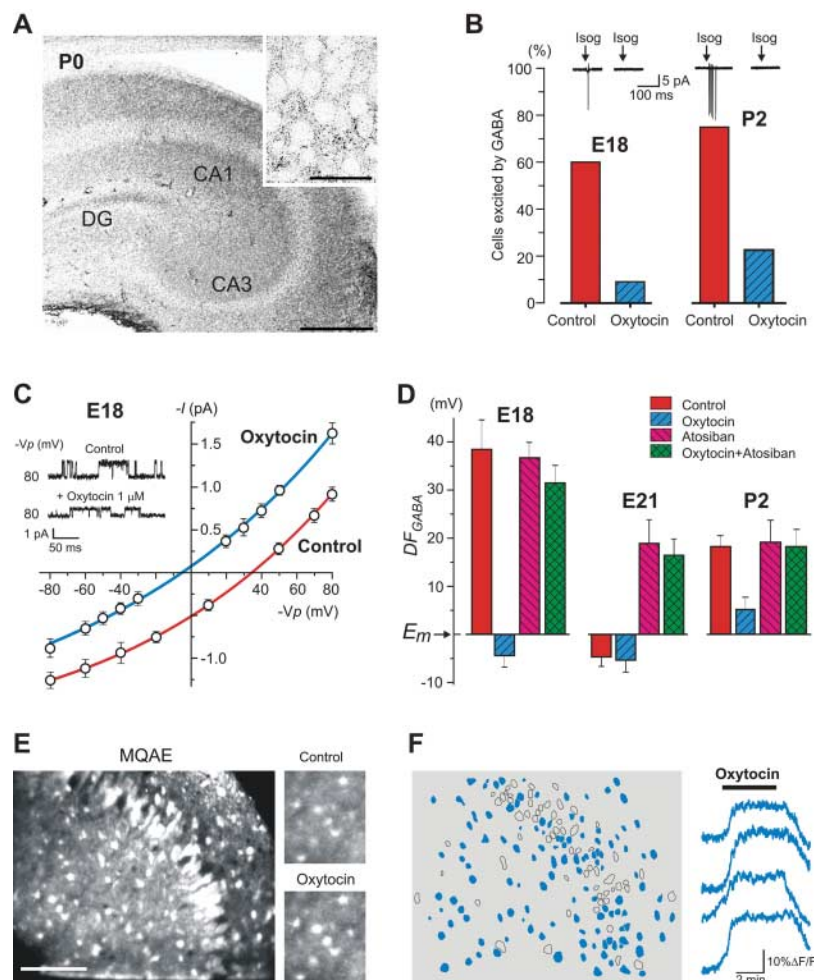 A
P0
CA1
DG
CA3
B
Isog Isog Isog Isog
(%)
100
80
60
40
20
0
Cells excited by GABA
5 pA
100 ms
E18
P2
Control Oxytocin Control Oxytocin
C
E18
-I (pA)
-Vp (mV)
Control
80
+ Oxytocin 1 μM
80
1 pA
50 ms
Oxytocin
Control
1.5
1.0
0.5
-1.0
-80 -60 -40 -20 0 20 40 60 80
-Vp (mV)
D
(mV)
40
30
20
10
-10
DFGABA
Em
E18
E21
P2
Control
Oxytocin
Atosiban
Oxytocin+Atosiban
E
MQAE
Control
Oxytocin
F
Oxytocin
10%ΔF/F
2 min